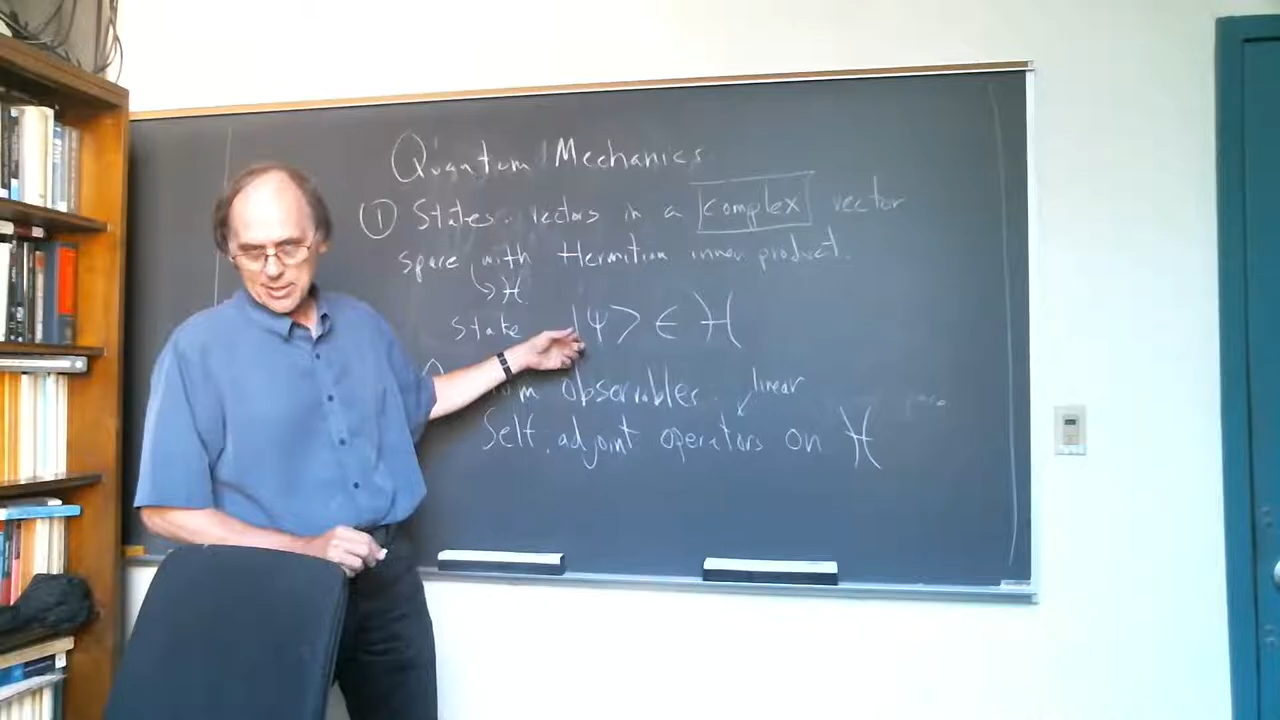 Quantum Mechanics
① States: vectors in a complex vector
space with Hermitian inner product.
↳ H
State |Ψ> ∈ H
observables. linear
Self-adjoint operators on H